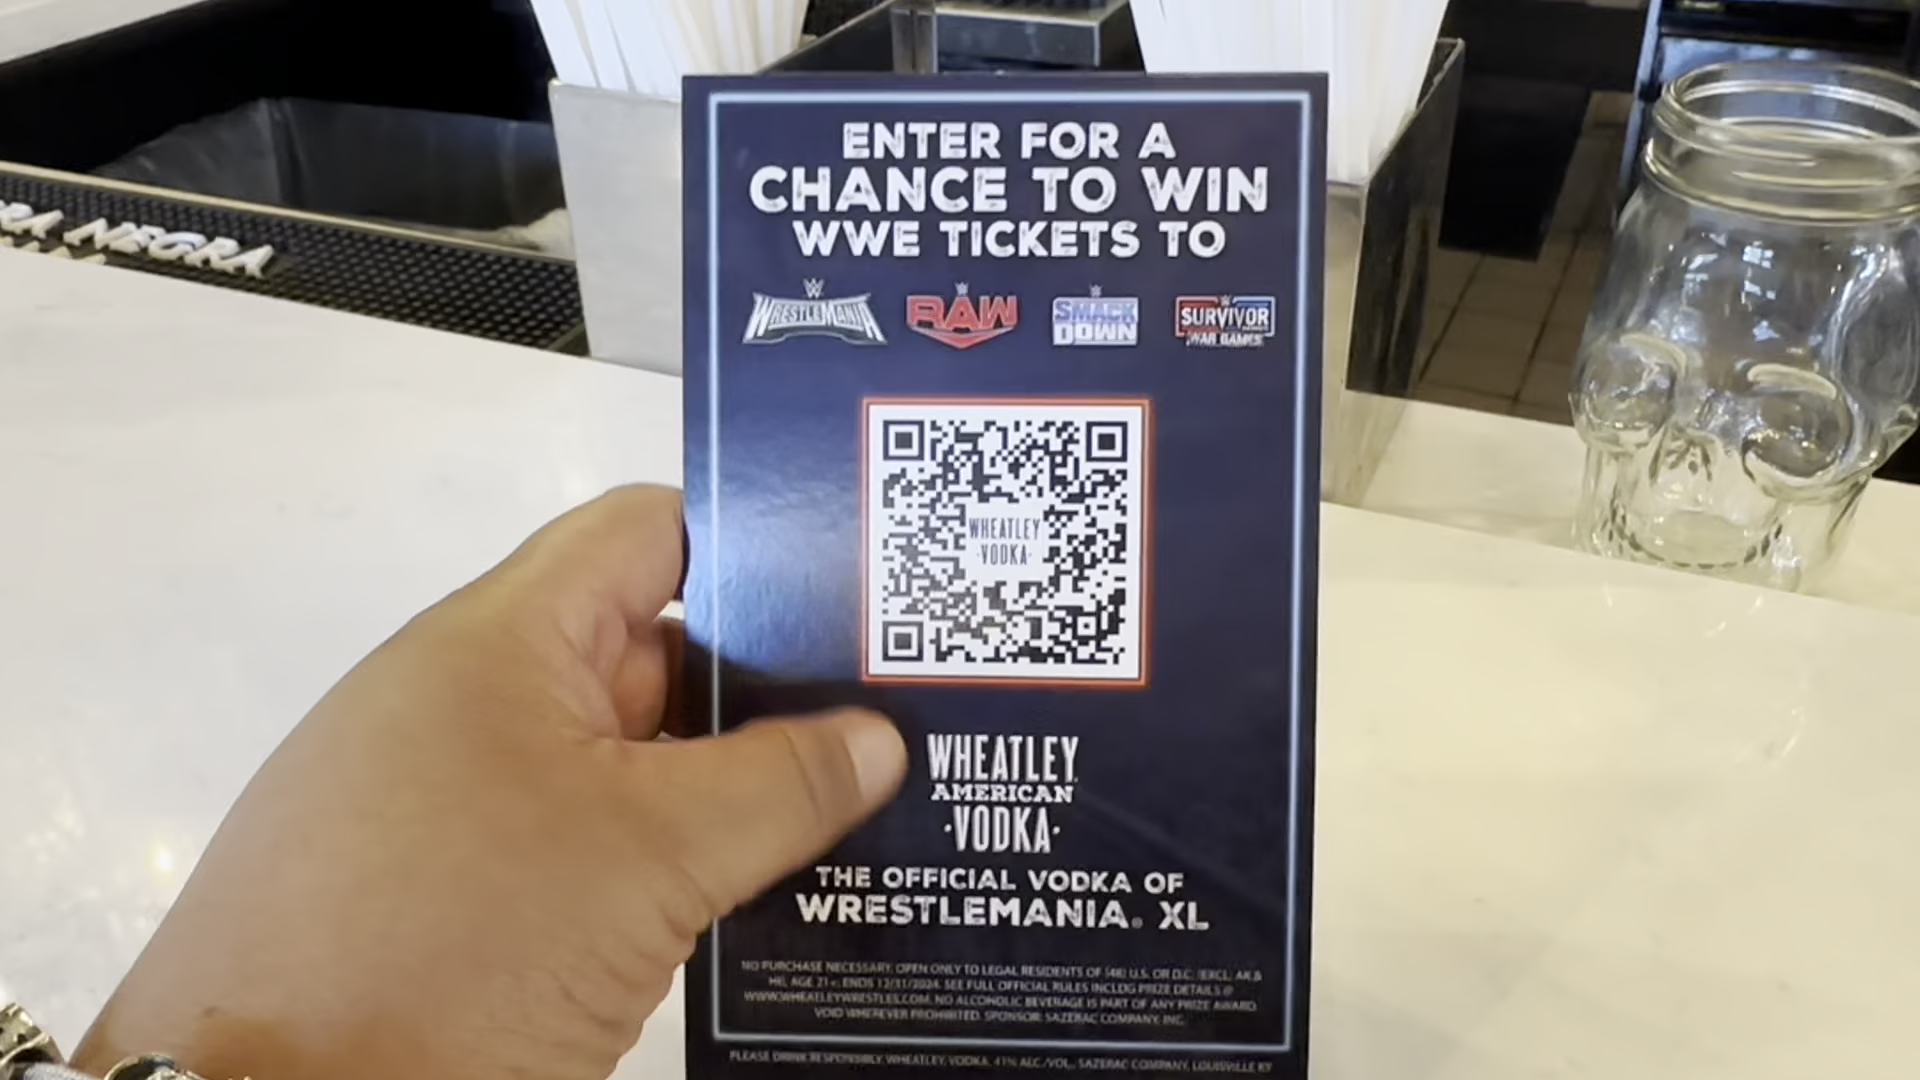 RA NEGRA
ENTER FOR A
CHANCE TO WIN
WWE TICKETS TO
W
WRESTLEMANIA
RAW
SMACK
DOWN
SURVIVOR
WAR GAMES
WHEATLEY
·VODKA·
WHEATLEY
AMERICAN
·VODKA·
THE OFFICIAL VODKA OF
WRESTLEMANIA® XL
NO PURCHASE NECESSARY. OPEN ONLY TO LEGAL RESIDENTS OF (48) U.S. OR D.C. (EXCL. AK &
HI), AGE 21+. ENDS 12/31/2024. SEE FULL OFFICIAL RULES INCLDG PRIZE DETAILS @
WWW.WHEATLEYWRESTLES.COM. NO ALCOHOLIC BEVERAGE IS PART OF ANY PRIZE AWARD.
VOID WHEREVER PROHIBITED. SPONSOR: SAZERAC COMPANY, INC.
PLEASE DRINK RESPONSIBLY. WHEATLEY. VODKA. 41% ALC./VOL. SAZERAC COMPANY, LOUISVILLE KY